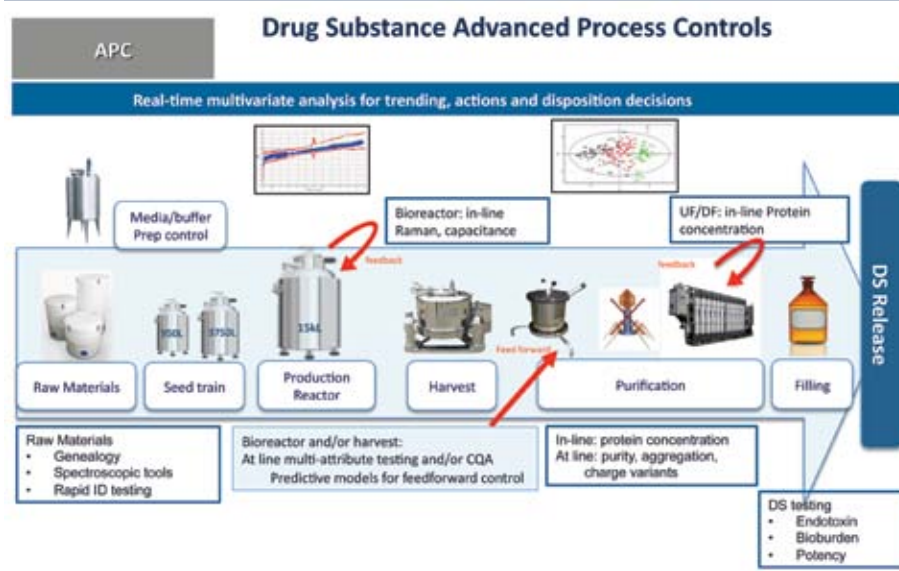 APC
Drug Substance Advanced Process Controls
Real-time multivariate analysis for trending, actions and disposition decisions
Media/buffer
Prep control
Bioreactor: in-line
Raman, capacitance
UF/DF: in-line Protein
concentration
feedback
feedback
Feed forward
3750L
15kL
Raw Materials
Seed train
Production
Reactor
Harvest
Purification
Filling
DS Release
Raw Materials
• Genealogy
• Spectroscopic tools
• Rapid ID testing
Bioreactor and/or harvest:
At line multi-attribute testing and/or CQA
Predictive models for feedforward control
In-line: protein concentration
At line: purity, aggregation,
charge variants
DS testing
• Endotoxin
• Bioburden
• Potency